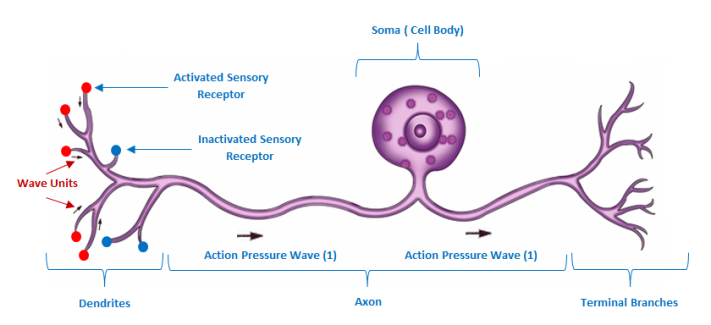 Soma ( Cell Body)
Activated Sensory
Receptor
Inactivated Sensory
Receptor
Wave Units
Action Pressure Wave (1)
Action Pressure Wave (1)
Dendrites
Axon
Terminal Branches